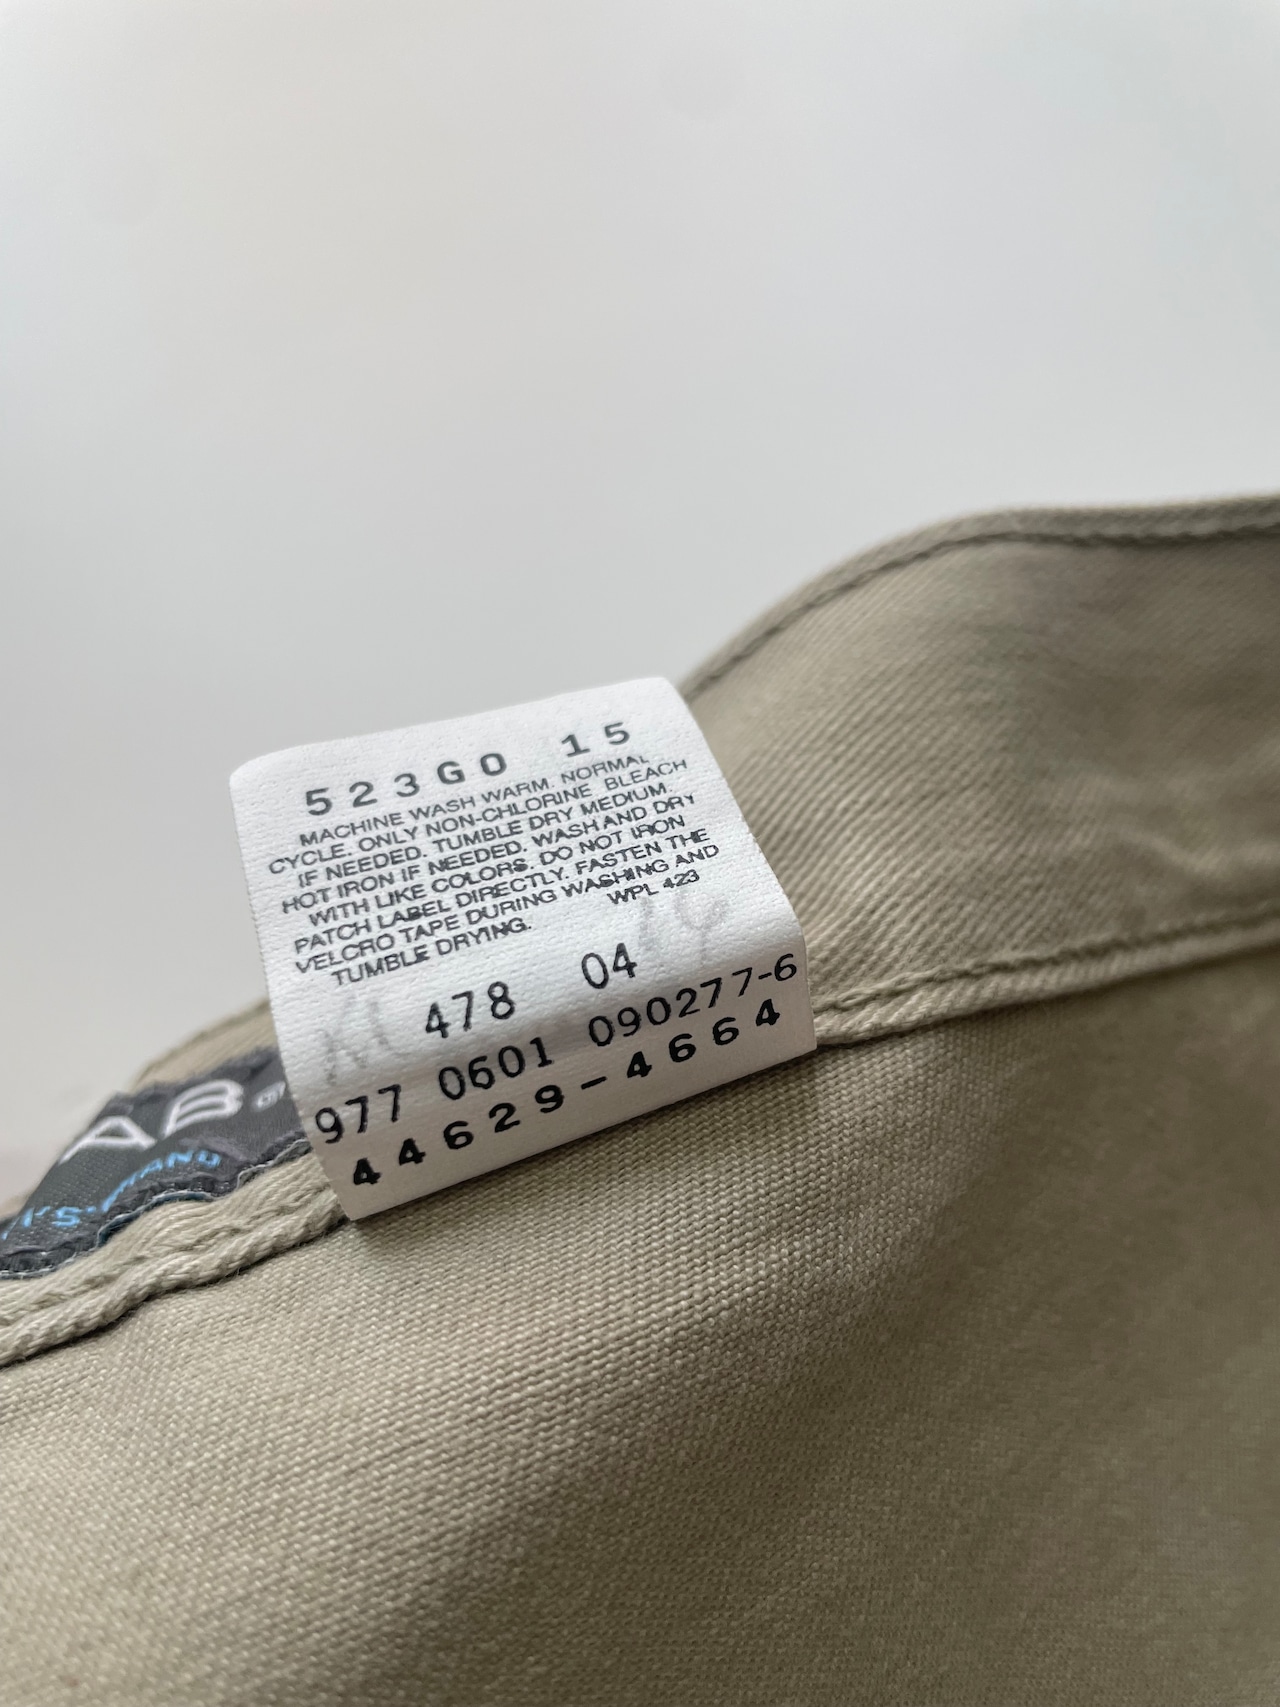 523GO 15
MACHINE WASH WARM. NORMAL
CYCLE. ONLY NON-CHLORINE BLEACH
IF NEEDED. TUMBLE DRY MEDIUM.
HOT IRON IF NEEDED. WASH AND DRY
WITH LIKE COLORS. DO NOT IRON
PATCH LABEL DIRECTLY. FASTEN THE
VELCRO TAPE DURING WASHING AND
TUMBLE DRYING. WPL 423
478 04
977 0601 090277-6
44629-4664
AB